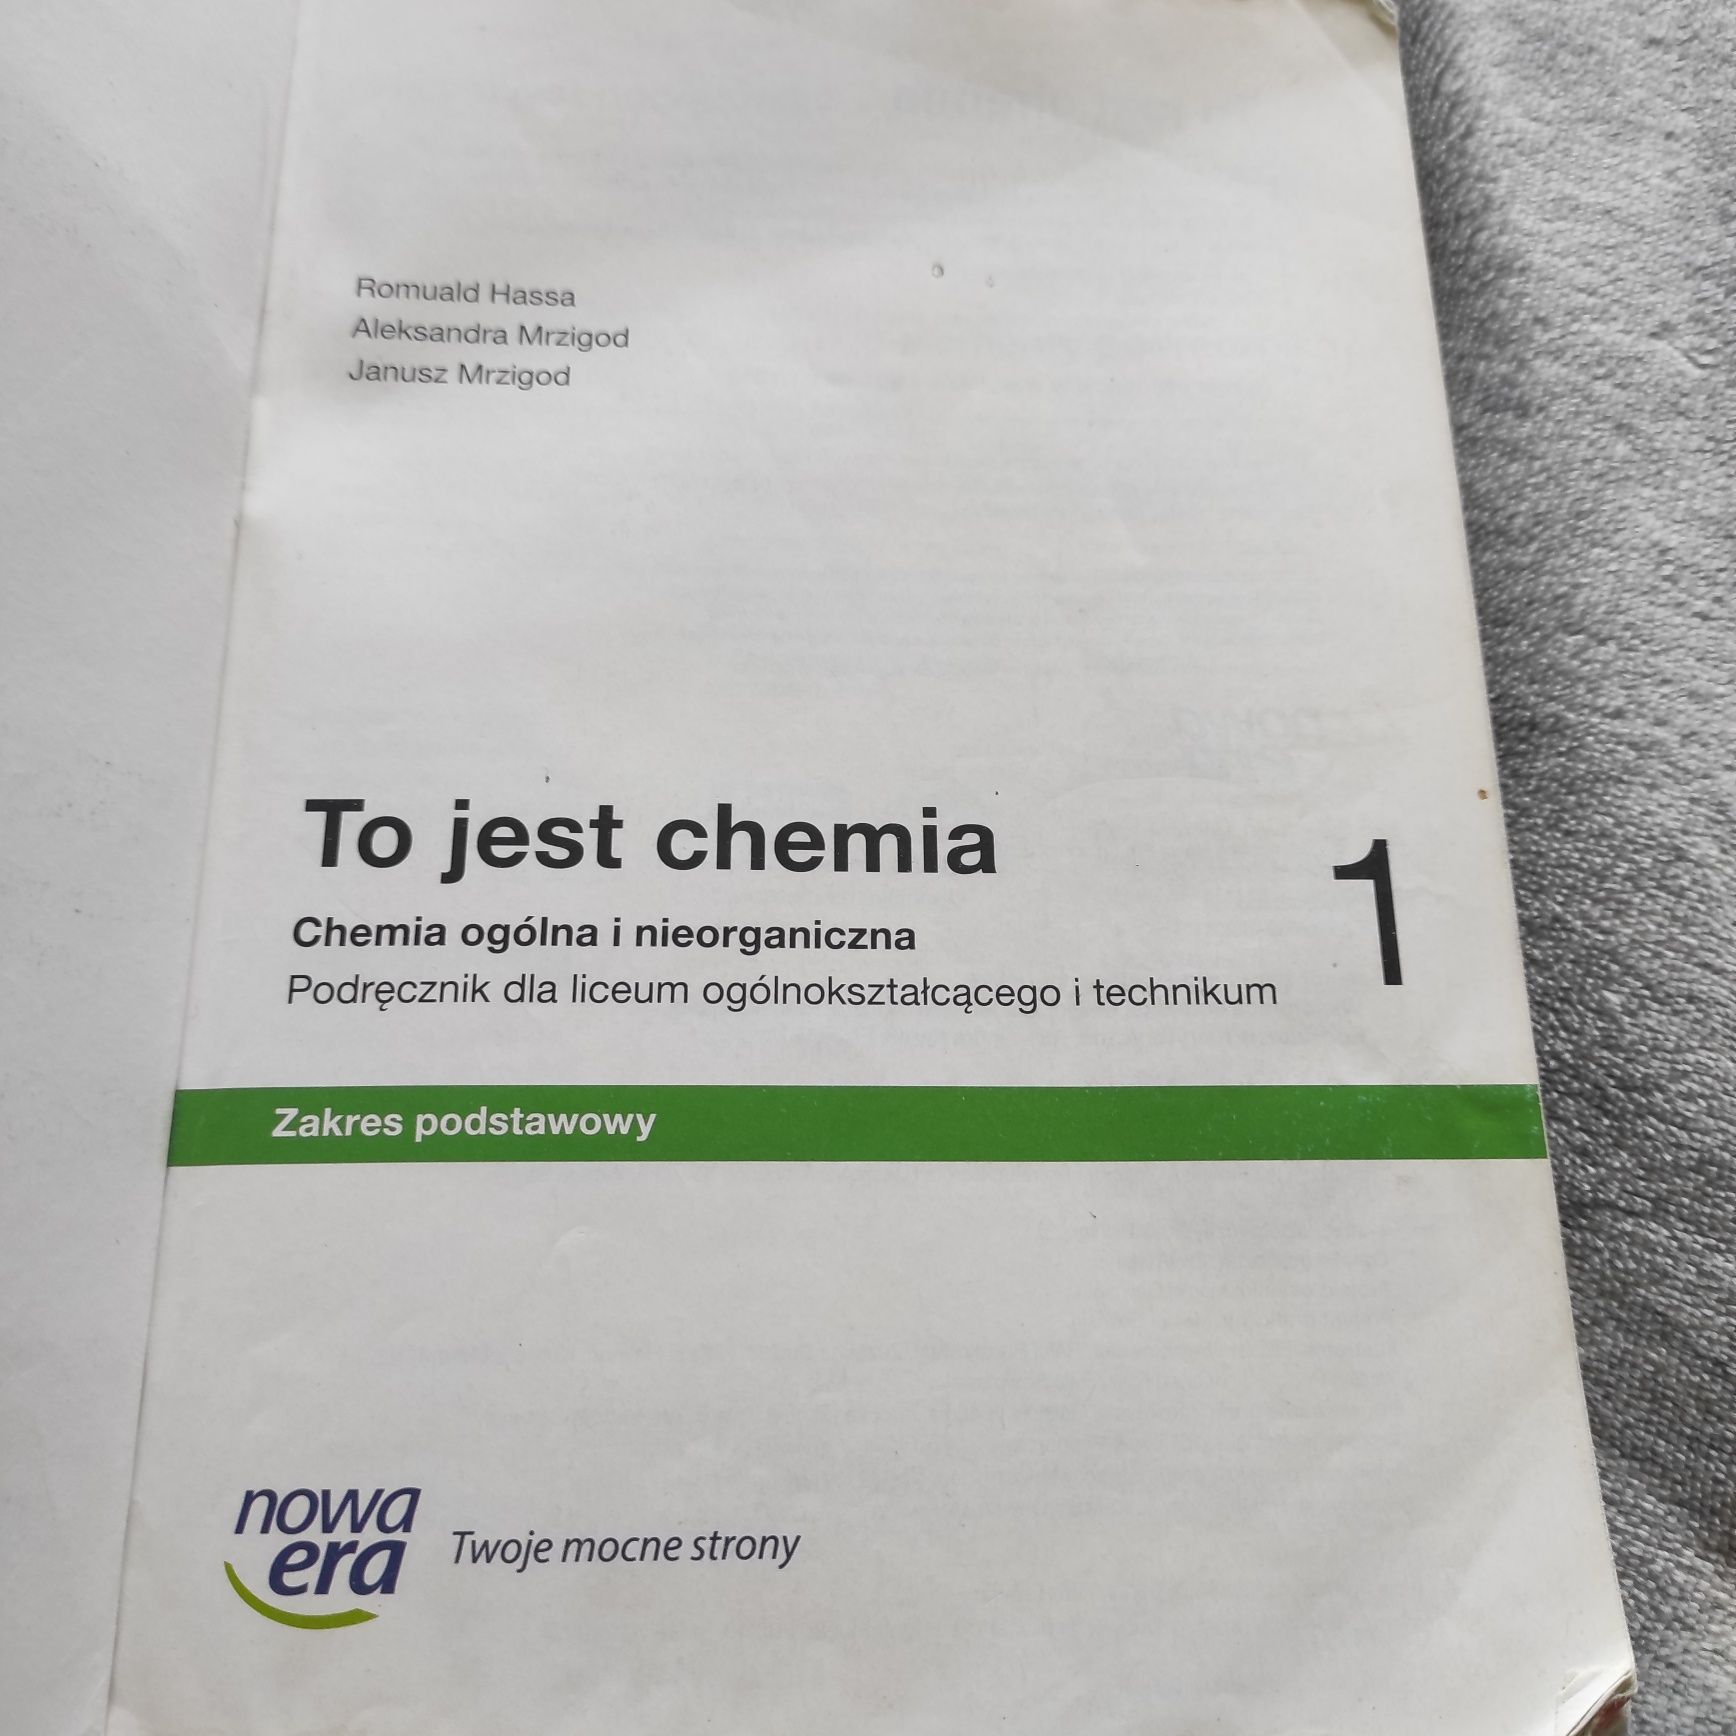 Romuald Hassa
Aleksandra Mrzigod
Janusz Mrzigod
To jest chemia 1
Chemia ogólna i nieorganiczna
Podręcznik dla liceum ogólnokształcącego i technikum
Zakres podstawowy
nowa
era
Twoje mocne strony